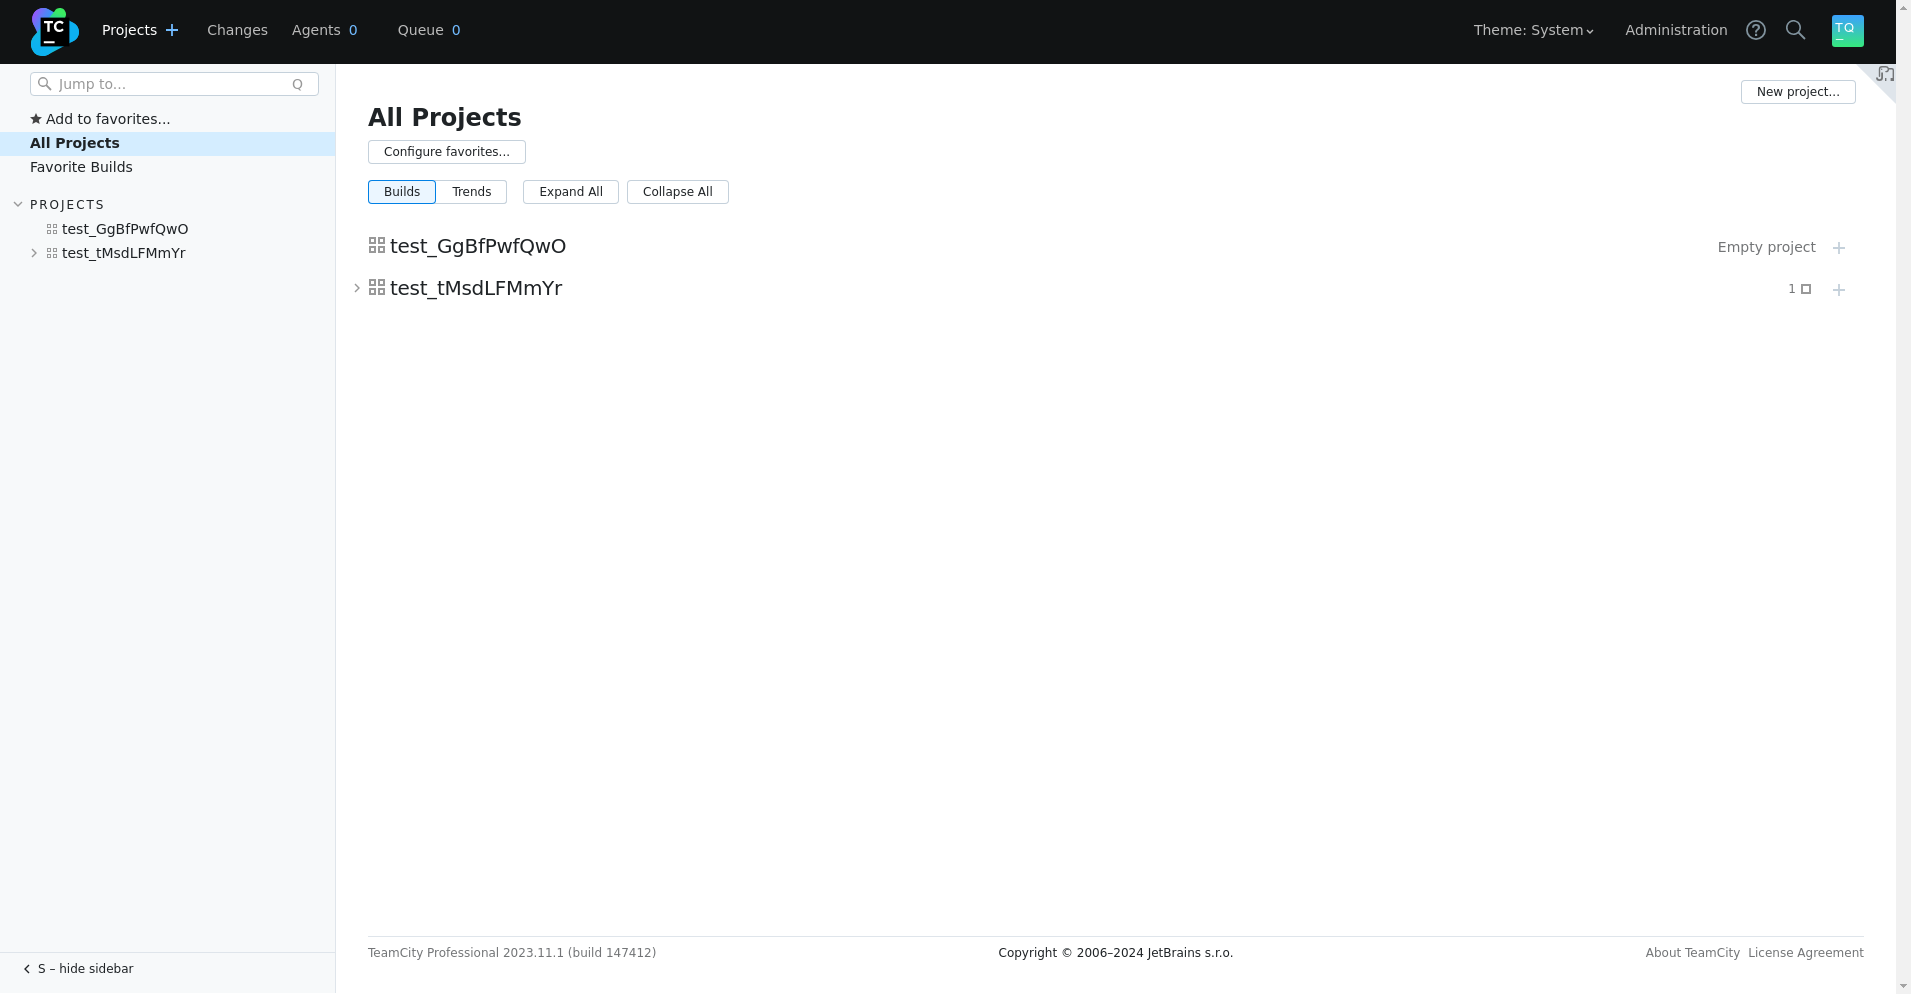 TC
Projects
Changes
Agents 0
Queue 0
Theme: System
Administration
TQ
Jump to...
Q
Add to favorites...
All Projects
Favorite Builds
PROJECTS
test_GgBfPwfQwO
test_tMsdLFMmYr
S – hide sidebar
New project...
All Projects
Configure favorites...
Builds
Trends
Expand All
Collapse All
test_GgBfPwfQwO
Empty project
test_tMsdLFMmYr
1
TeamCity Professional 2023.11.1 (build 147412)
Copyright © 2006–2024 JetBrains s.r.o.
About TeamCity
License Agreement